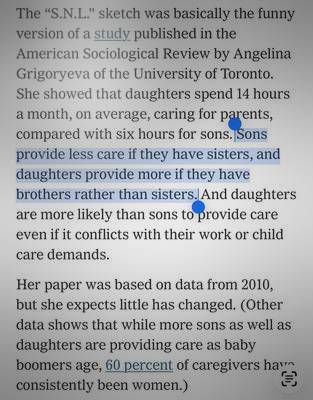 The “S.N.L.” sketch was basically the funny
version of a study published in the
American Sociological Review by Angelina
Grigoryeva of the University of Toronto.
She showed that daughters spend 14 hours
a month, on average, caring for parents,
compared with six hours for sons. Sons
provide less care if they have sisters, and
daughters provide more if they have
brothers rather than sisters. And daughters
are more likely than sons to provide care
even if it conflicts with their work or child
care demands.
Her paper was based on data from 2010,
but she expects little has changed. (Other
data shows that while more sons as well as
daughters are providing care as baby
boomers age, 60 percent of caregivers have
consistently been women.)